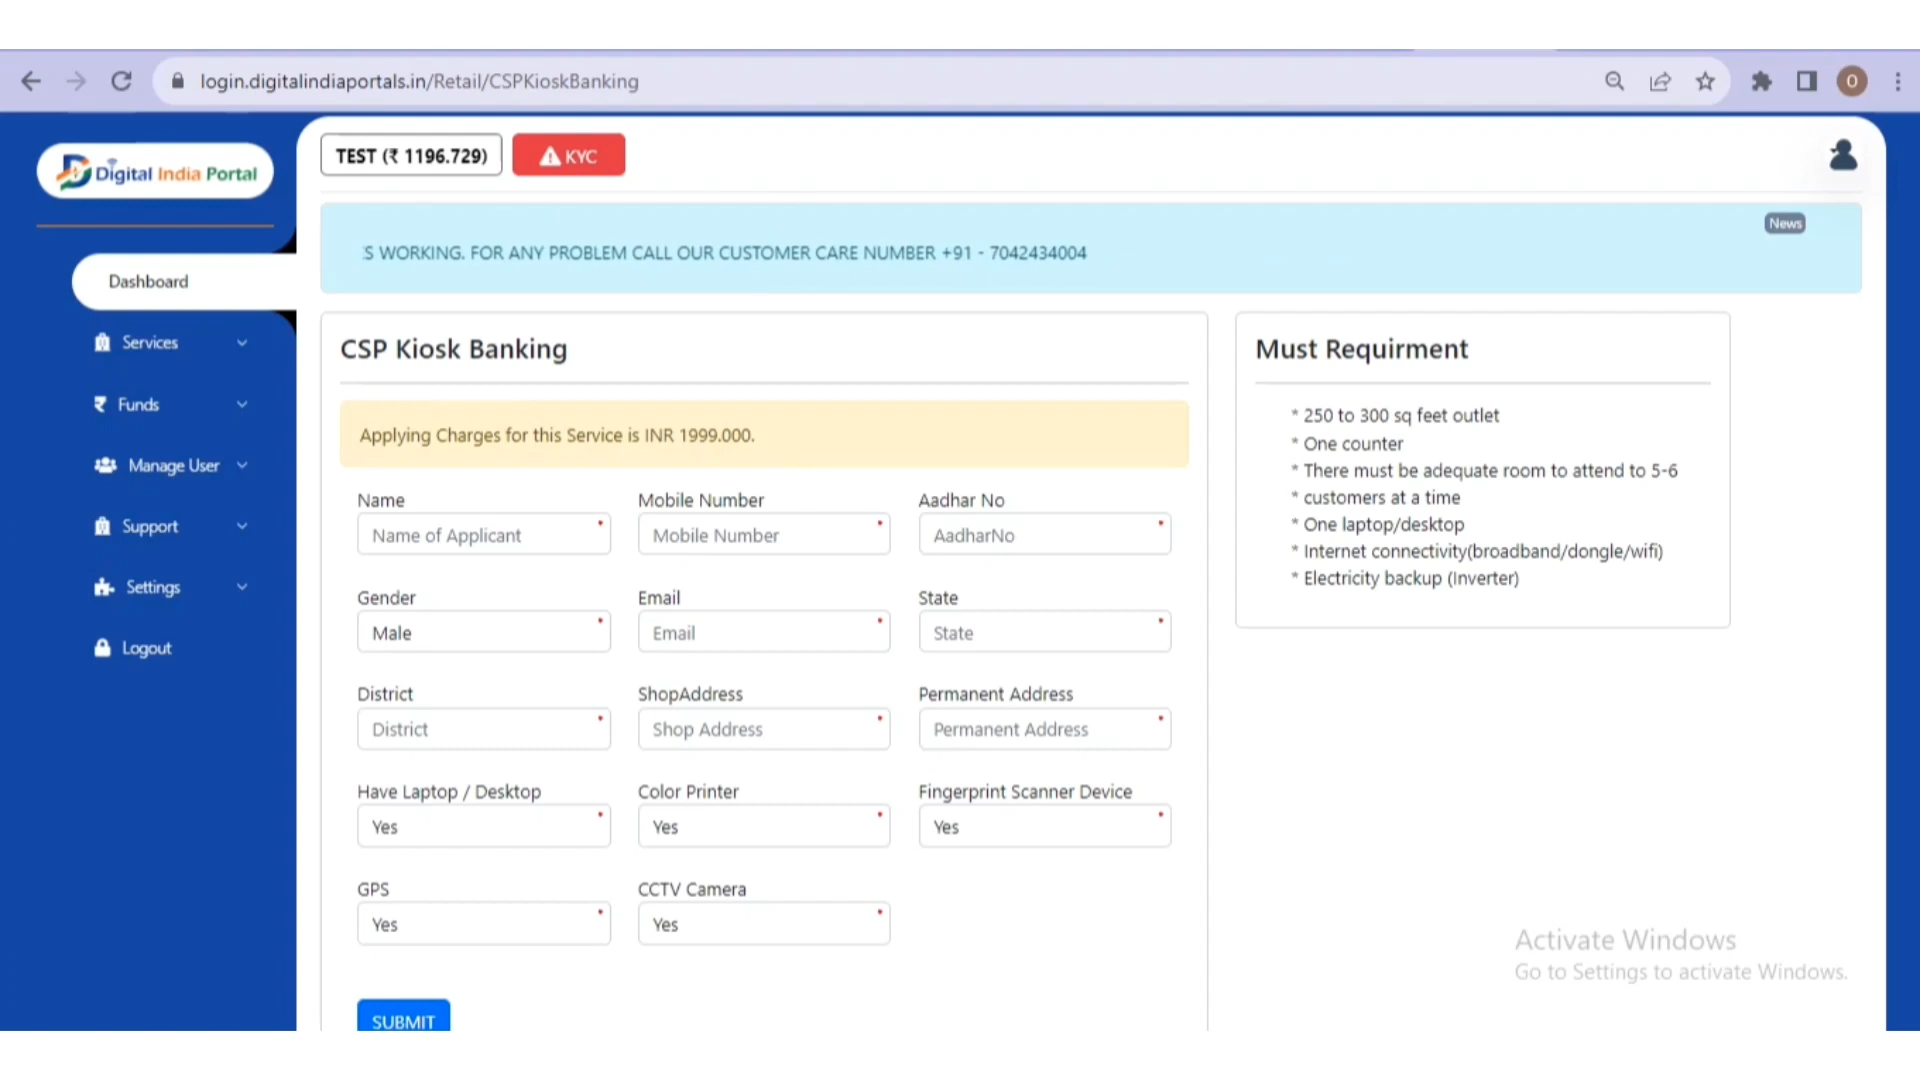 login.digitalindiaportals.in/Retail/CSPKioskBanking
O
Digital India Portal
TEST (₹ 1196.729)
KYC
News
S WORKING. FOR ANY PROBLEM CALL OUR CUSTOMER CARE NUMBER +91 - 7042434004
Dashboard
Services
Funds
Manage User
Support
Settings
Logout
CSP Kiosk Banking
Applying Charges for this Service is INR 1999.000.
Name Mobile Number Aadhar No
Name of Applicant * Mobile Number * AadharNo *
Gender Email State
Male * Email * State *
District ShopAddress Permanent Address
District * Shop Address * Permanent Address *
Have Laptop / Desktop Color Printer Fingerprint Scanner Device
Yes * Yes * Yes *
GPS CCTV Camera
Yes * Yes *
SUBMIT
Must Requirment
* 250 to 300 sq feet outlet
* One counter
* There must be adequate room to attend to 5-6
* customers at a time
* One laptop/desktop
* Internet connectivity(broadband/dongle/wifi)
* Electricity backup (Inverter)
Activate Windows
Go to Settings to activate Windows.